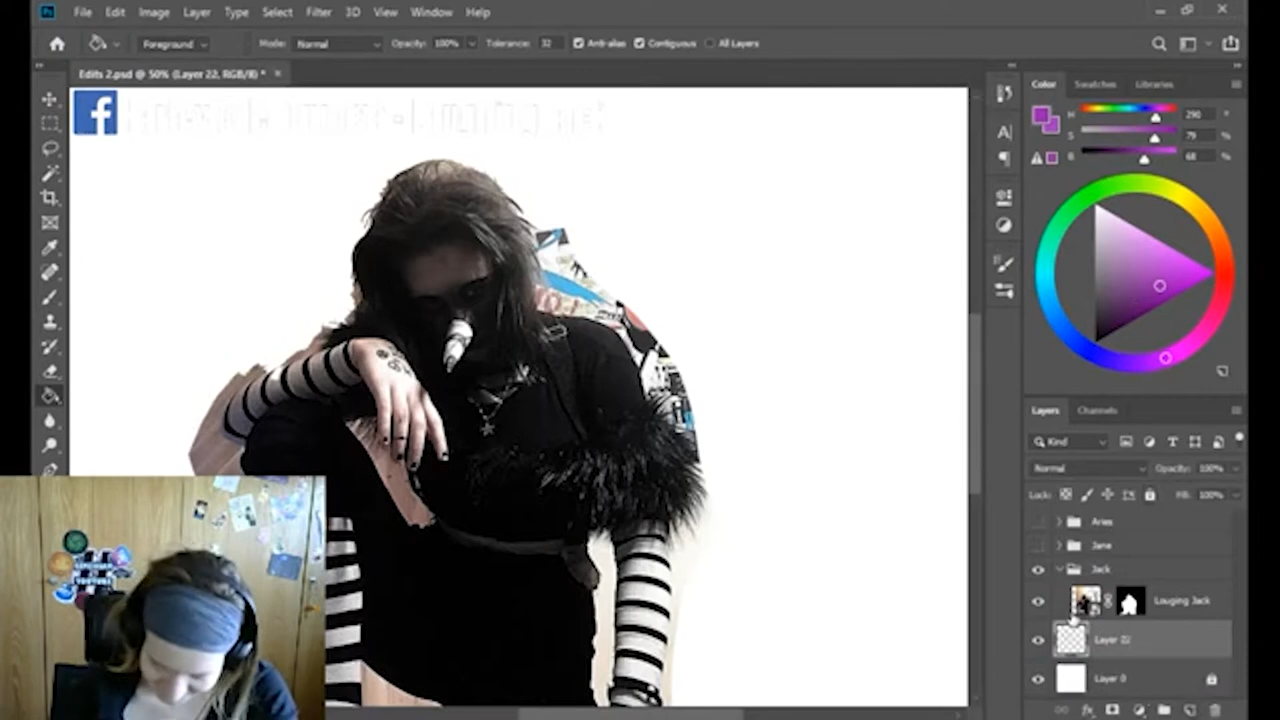 Ps File Edit Image Layer Type Select Filter 3D View Window Help
Foreground Mode: Normal Opacity: 100% Tolerance: 32 Anti-alias Contiguous All Layers
Edits 2.psd @ 50% (Layer 22, RGB/8) * ×
f
Color Swatches Libraries
H 290 °
S 79 %
B 68 %
Layers Channels
Kind
Normal Opacity: 100%
Lock: Fill: 100%
Aries
Jane
Jack
Louging Jack
Layer 22
Layer 0
fx